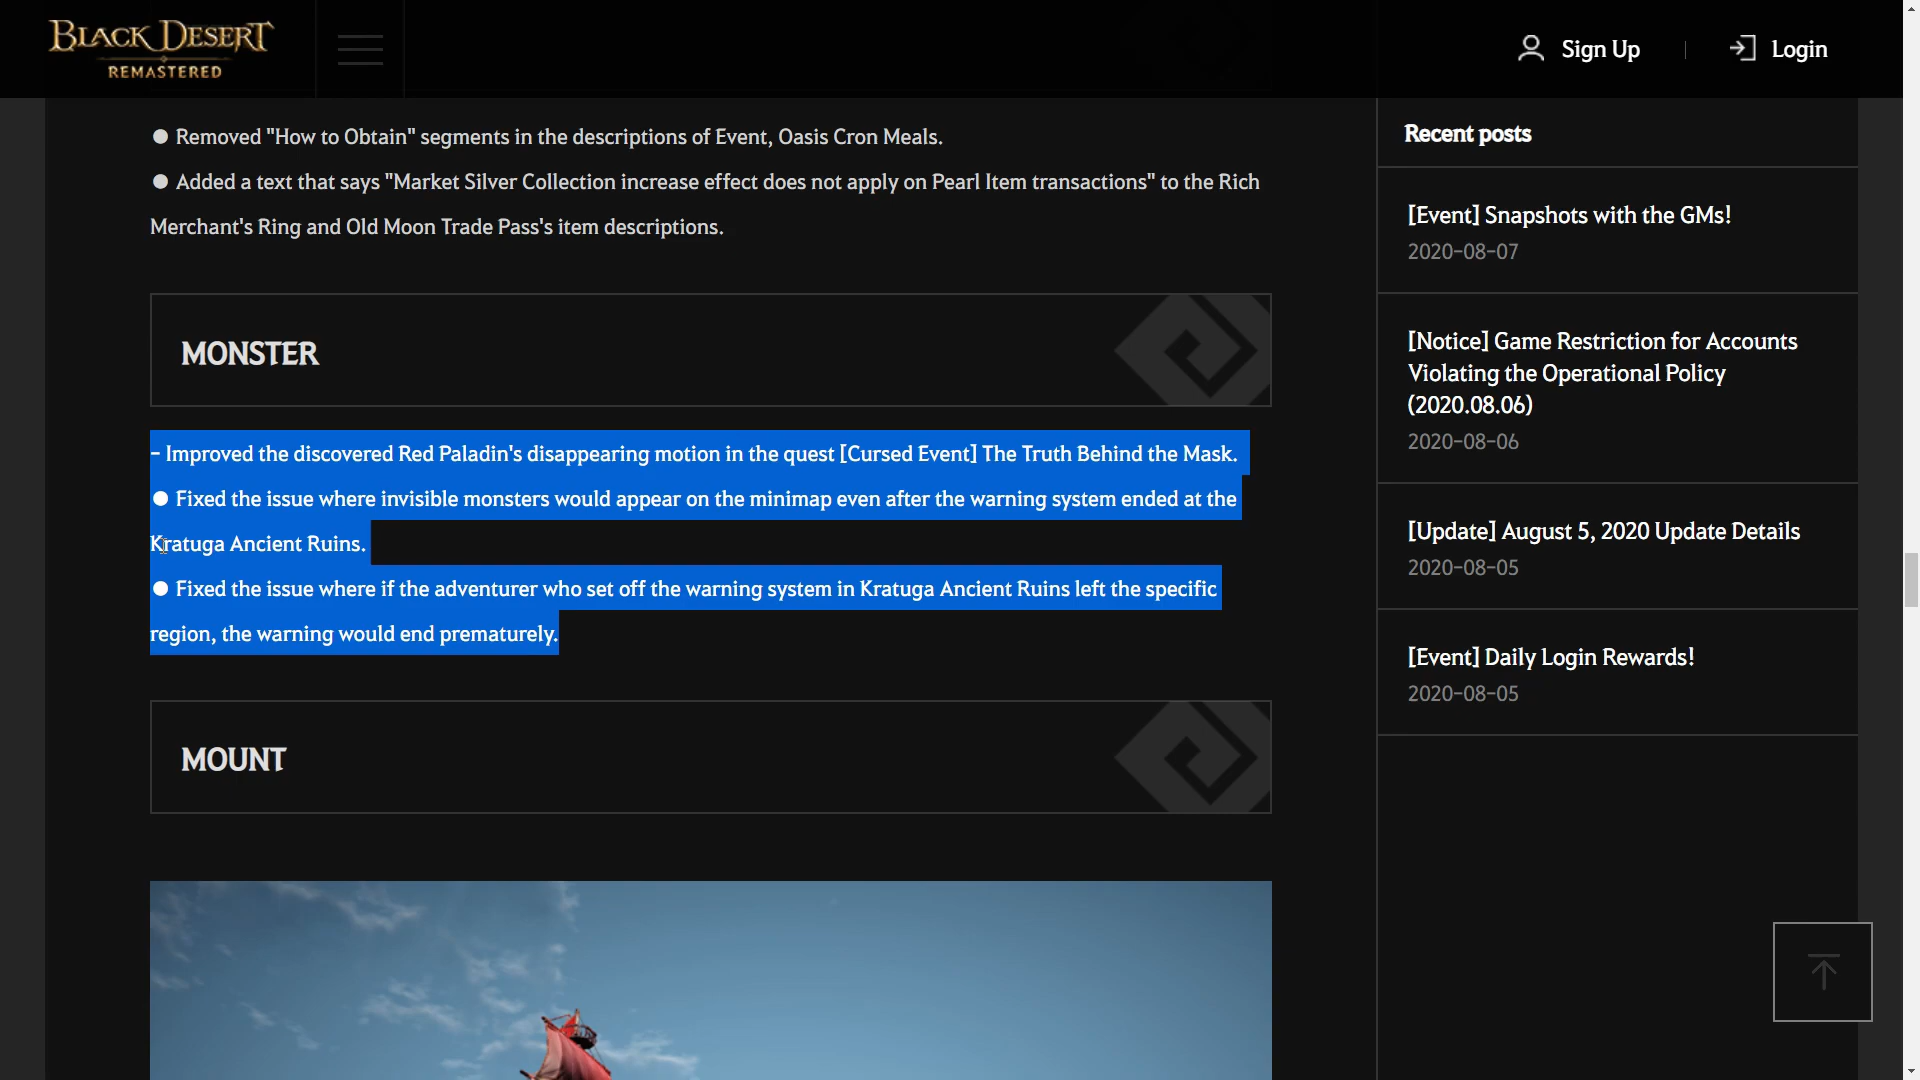 BLACK DESERT
REMASTERED
Sign Up
Login
● Removed "How to Obtain" segments in the descriptions of Event, Oasis Cron Meals.
● Added a text that says "Market Silver Collection increase effect does not apply on Pearl Item transactions" to the Rich
Merchant's Ring and Old Moon Trade Pass's item descriptions.
MONSTER
- Improved the discovered Red Paladin's disappearing motion in the quest [Cursed Event] The Truth Behind the Mask.
● Fixed the issue where invisible monsters would appear on the minimap even after the warning system ended at the
Kratuga Ancient Ruins.
● Fixed the issue where if the adventurer who set off the warning system in Kratuga Ancient Ruins left the specific
region, the warning would end prematurely.
MOUNT
Recent posts
[Event] Snapshots with the GMs!
2020-08-07
[Notice] Game Restriction for Accounts
Violating the Operational Policy
(2020.08.06)
2020-08-06
[Update] August 5, 2020 Update Details
2020-08-05
[Event] Daily Login Rewards!
2020-08-05